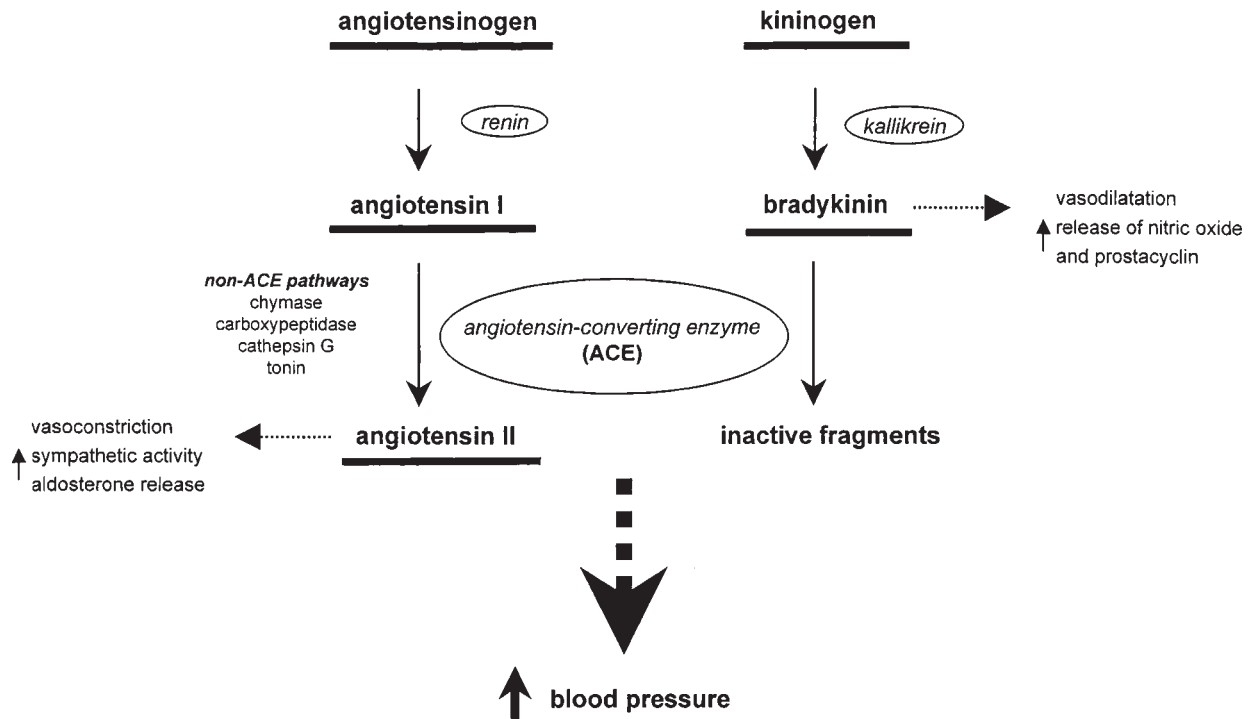 angiotensinogen
kininogen
renin
kallikrein
angiotensin I
bradykinin
vasodilatation
release of nitric oxide
and prostacyclin
non-ACE pathways
chymase
carboxypeptidase
cathepsin G
tonin
angiotensin-converting enzyme
(ACE)
vasoconstriction
sympathetic activity
aldosterone release
angiotensin II
inactive fragments
blood pressure